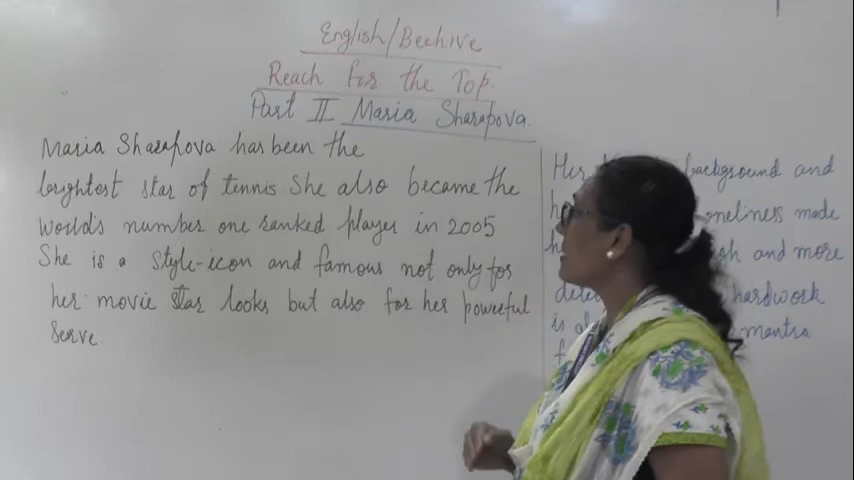 English/Beehive
Reach for the Top.
Part II Maria Sharapova.
Maria Sharapova has been the
brightest star of tennis She also became the
world's number one ranked player in 2005
She is a style-icon and famous not only for
her movie star looks but also for her powerful
serve.
Her background and
loneliness made
and more
hardwork
is mantra